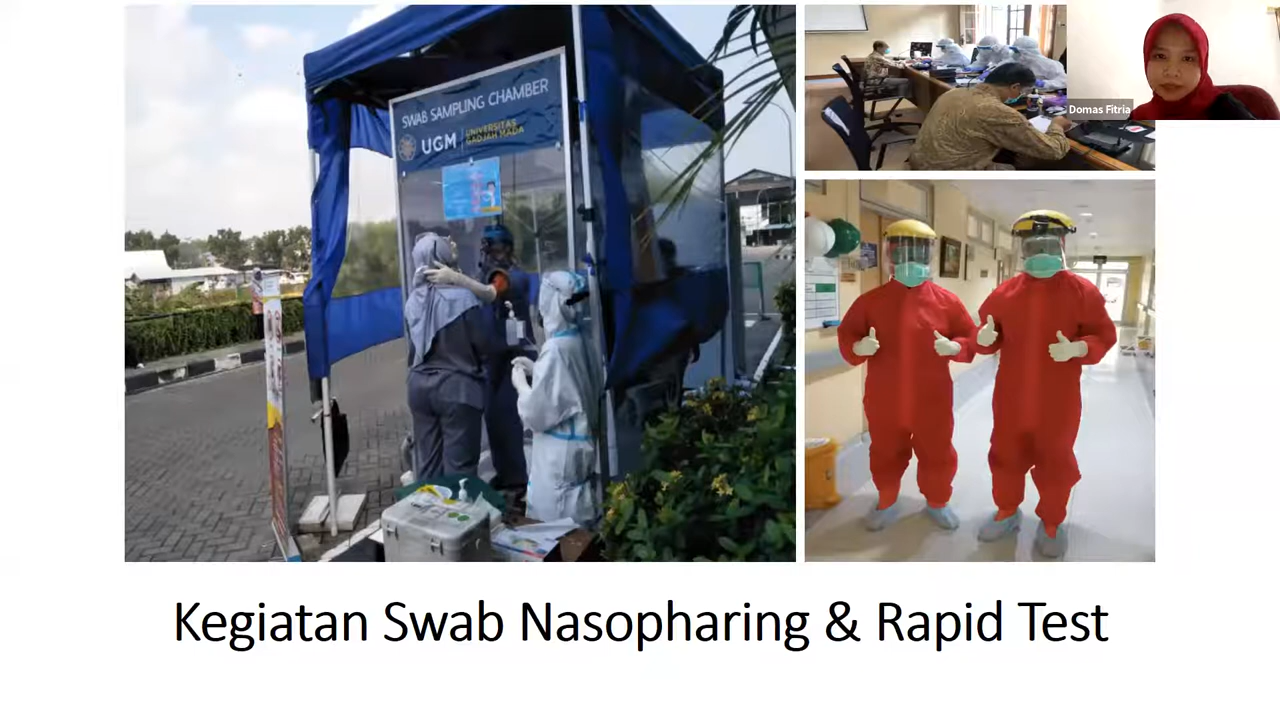 SWAB SAMPLING CHAMBER
UGM
UNIVERSITAS
GADJAH MADA
Domas Fitria
Kegiatan Swab Nasopharing & Rapid Test